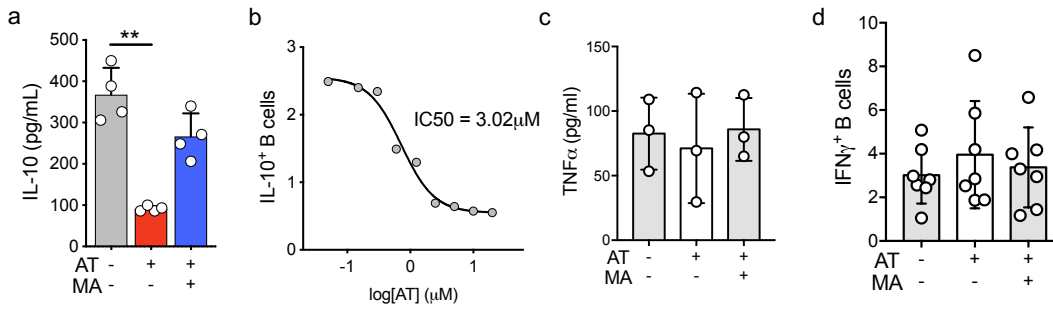 a
IL-10 (pg/mL)
500
400
300
200
100
0
**
AT - + +
MA - - +
b
IL-10+ B cells
3
2
1
0
IC50 = 3.02μM
-1 0 1
log[AT] (μM)
c
TNFα (pg/ml)
150
100
50
0
AT - + +
MA - - +
d
IFNγ+ B cells
10
8
6
4
2
0
AT - + +
MA - - +